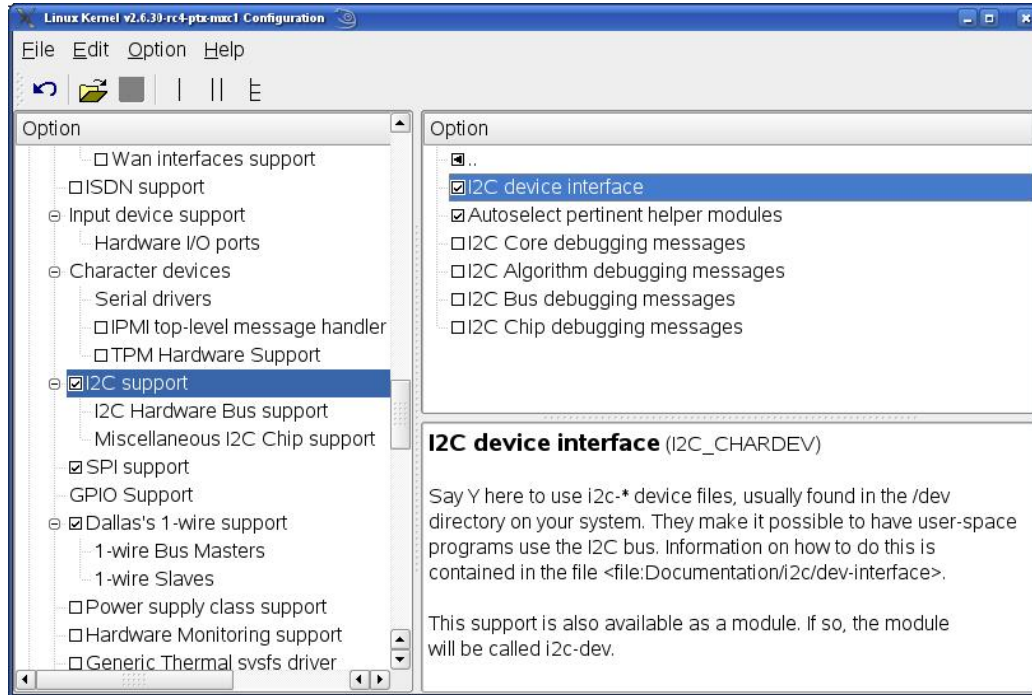 Linux Kernel v2.6.30-rc4-ptx-mxc1 Configuration
File Edit Option Help
Option
Wan interfaces support
ISDN support
Input device support
Hardware I/O ports
Character devices
Serial drivers
IPMI top-level message handler
TPM Hardware Support
I2C support
I2C Hardware Bus support
Miscellaneous I2C Chip support
SPI support
GPIO Support
Dallas's 1-wire support
1-wire Bus Masters
1-wire Slaves
Power supply class support
Hardware Monitoring support
Generic Thermal sysfs driver
Option
..
I2C device interface
Autoselect pertinent helper modules
I2C Core debugging messages
I2C Algorithm debugging messages
I2C Bus debugging messages
I2C Chip debugging messages
I2C device interface (I2C_CHARDEV)
Say Y here to use i2c-* device files, usually found in the /dev
directory on your system. They make it possible to have user-space
programs use the I2C bus. Information on how to do this is
contained in the file <file:Documentation/i2c/dev-interface>.
This support is also available as a module. If so, the module
will be called i2c-dev.